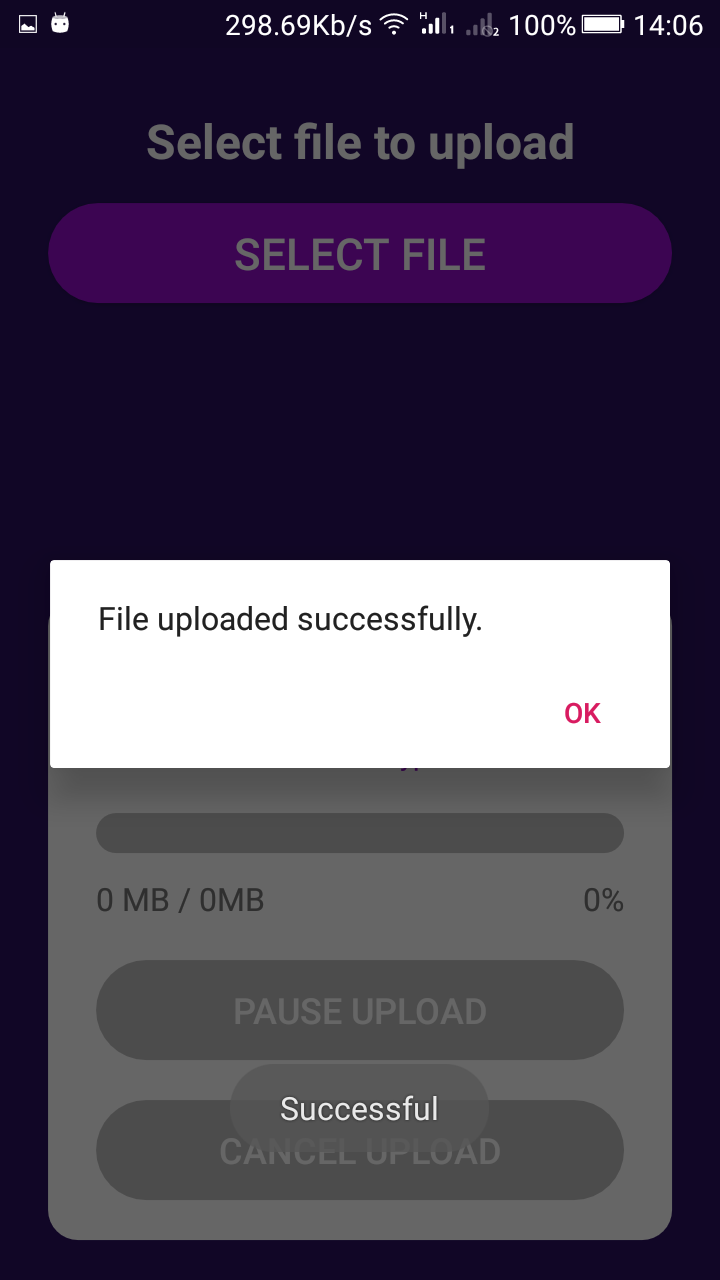 298.69Kb/s H 1 2 100% 14:06
Select file to upload
SELECT FILE
File uploaded successfully.
OK
0 MB / 0MB 0%
PAUSE UPLOAD
Successful
CANCEL UPLOAD